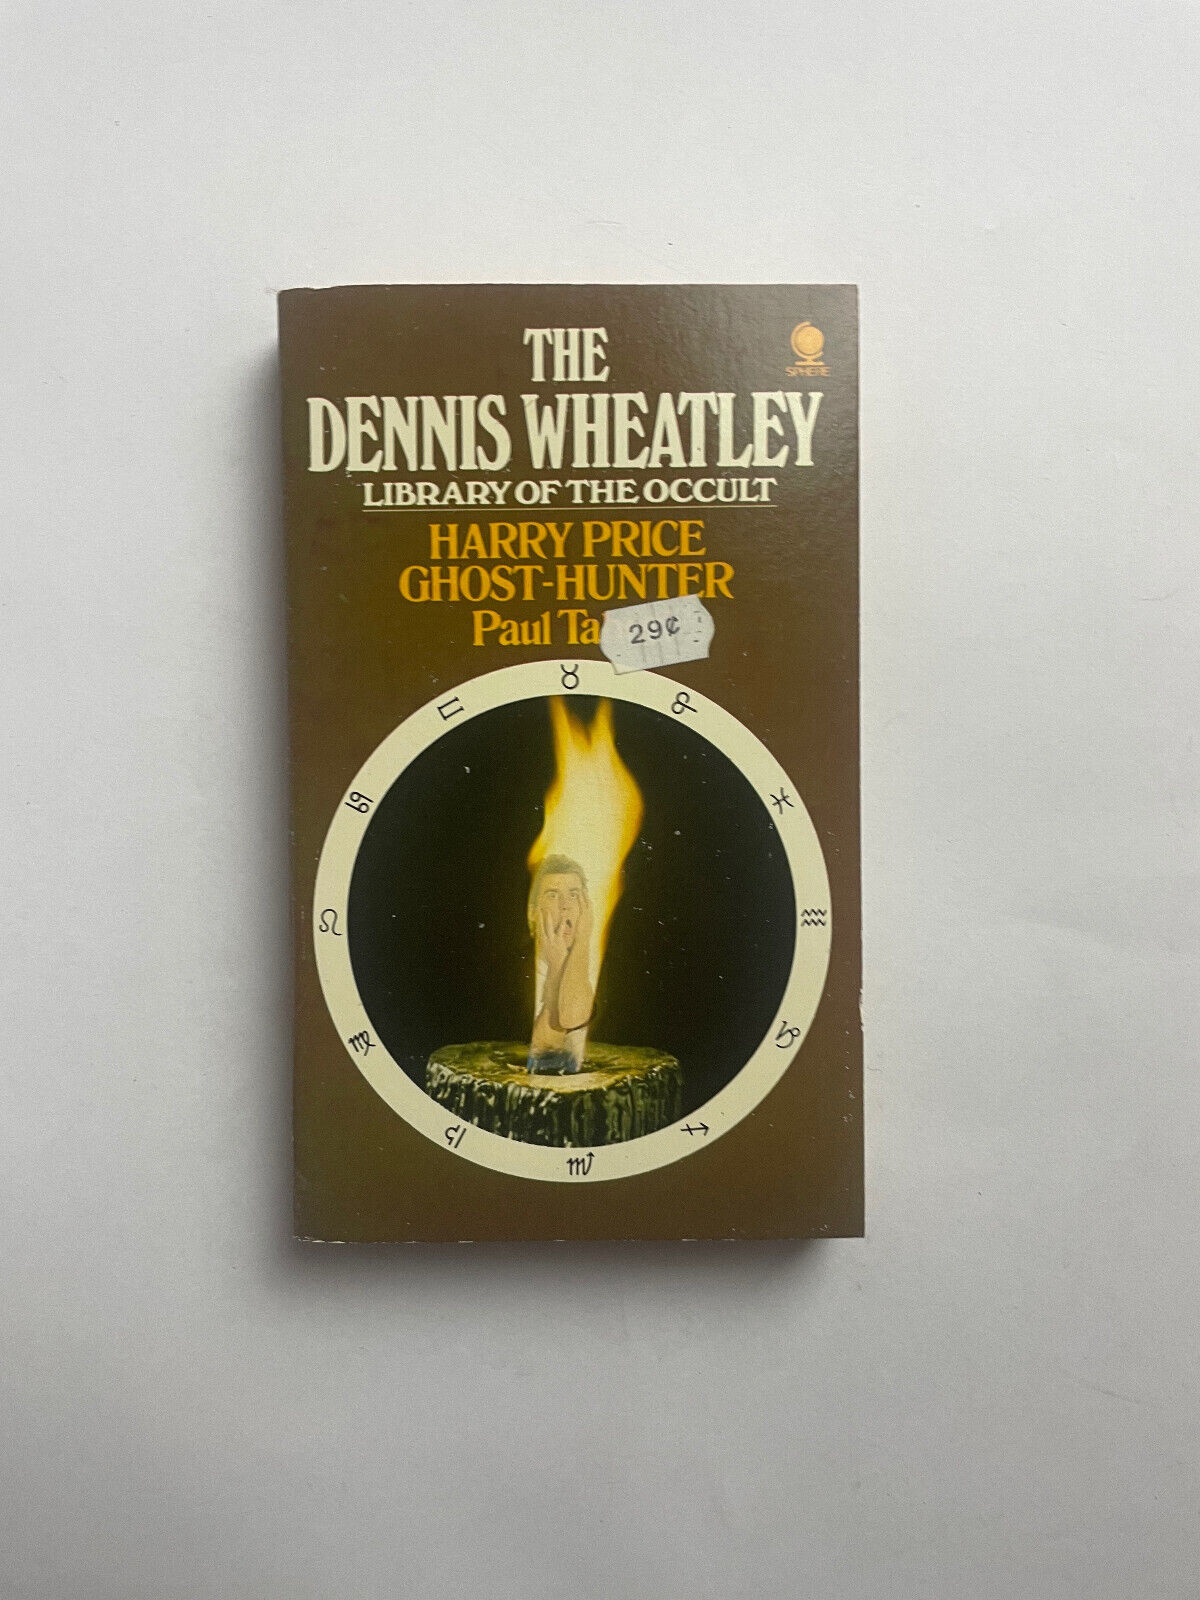 THE
SPHERE
DENNIS WHEATLEY
LIBRARY OF THE OCCULT
HARRY PRICE
GHOST-HUNTER
Paul
29¢